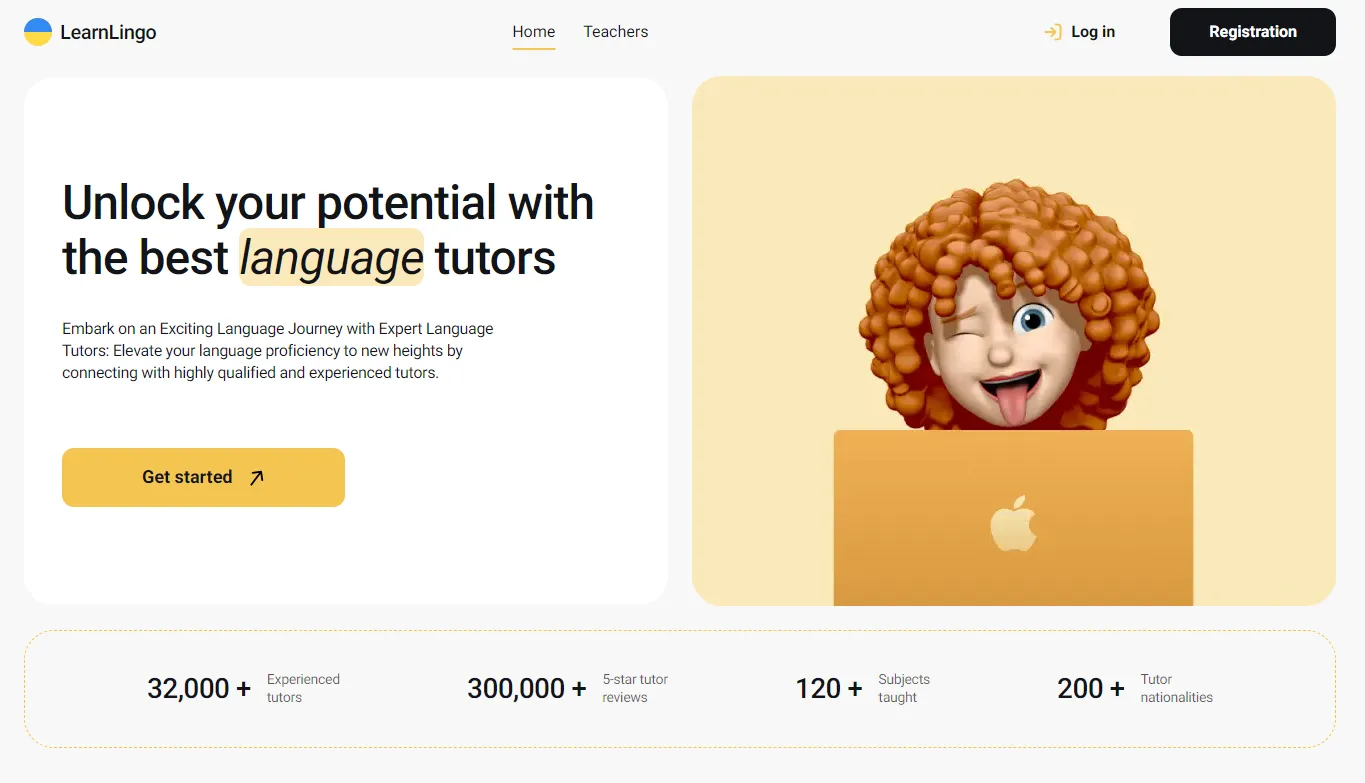 LearnLingo
Home
Teachers
Log in
Registration
Unlock your potential with
the best language tutors
Embark on an Exciting Language Journey with Expert Language
Tutors: Elevate your language proficiency to new heights by
connecting with highly qualified and experienced tutors.
Get started
32,000 +
Experienced
tutors
300,000 +
5-star tutor
reviews
120 +
Subjects
taught
200 +
Tutor
nationalities